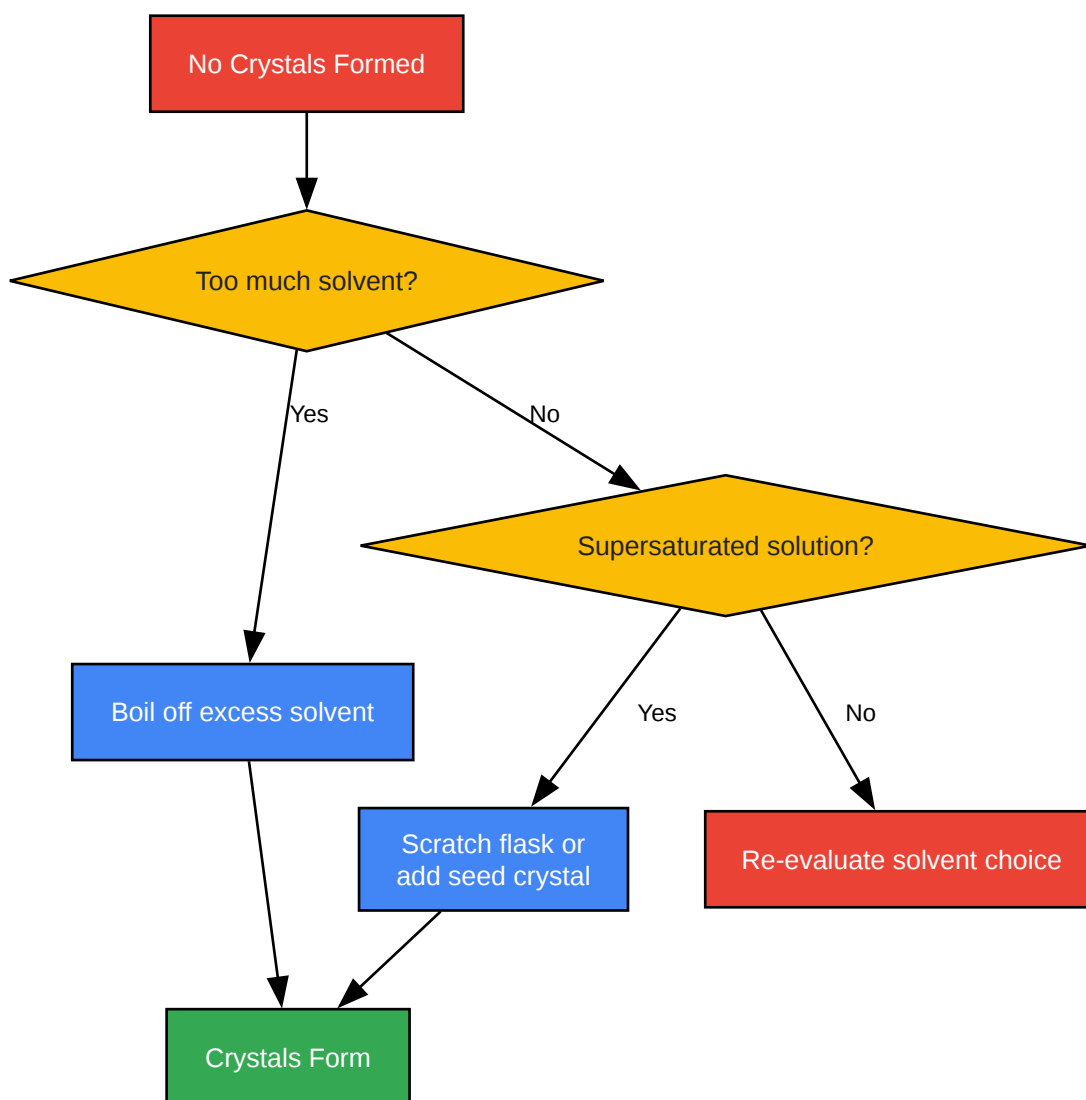 No Crystals Formed
Too much solvent?
Yes
No
Supersaturated solution?
Boil off excess solvent
Yes
No
Scratch flask or
add seed crystal
Re-evaluate solvent choice
Crystals Form